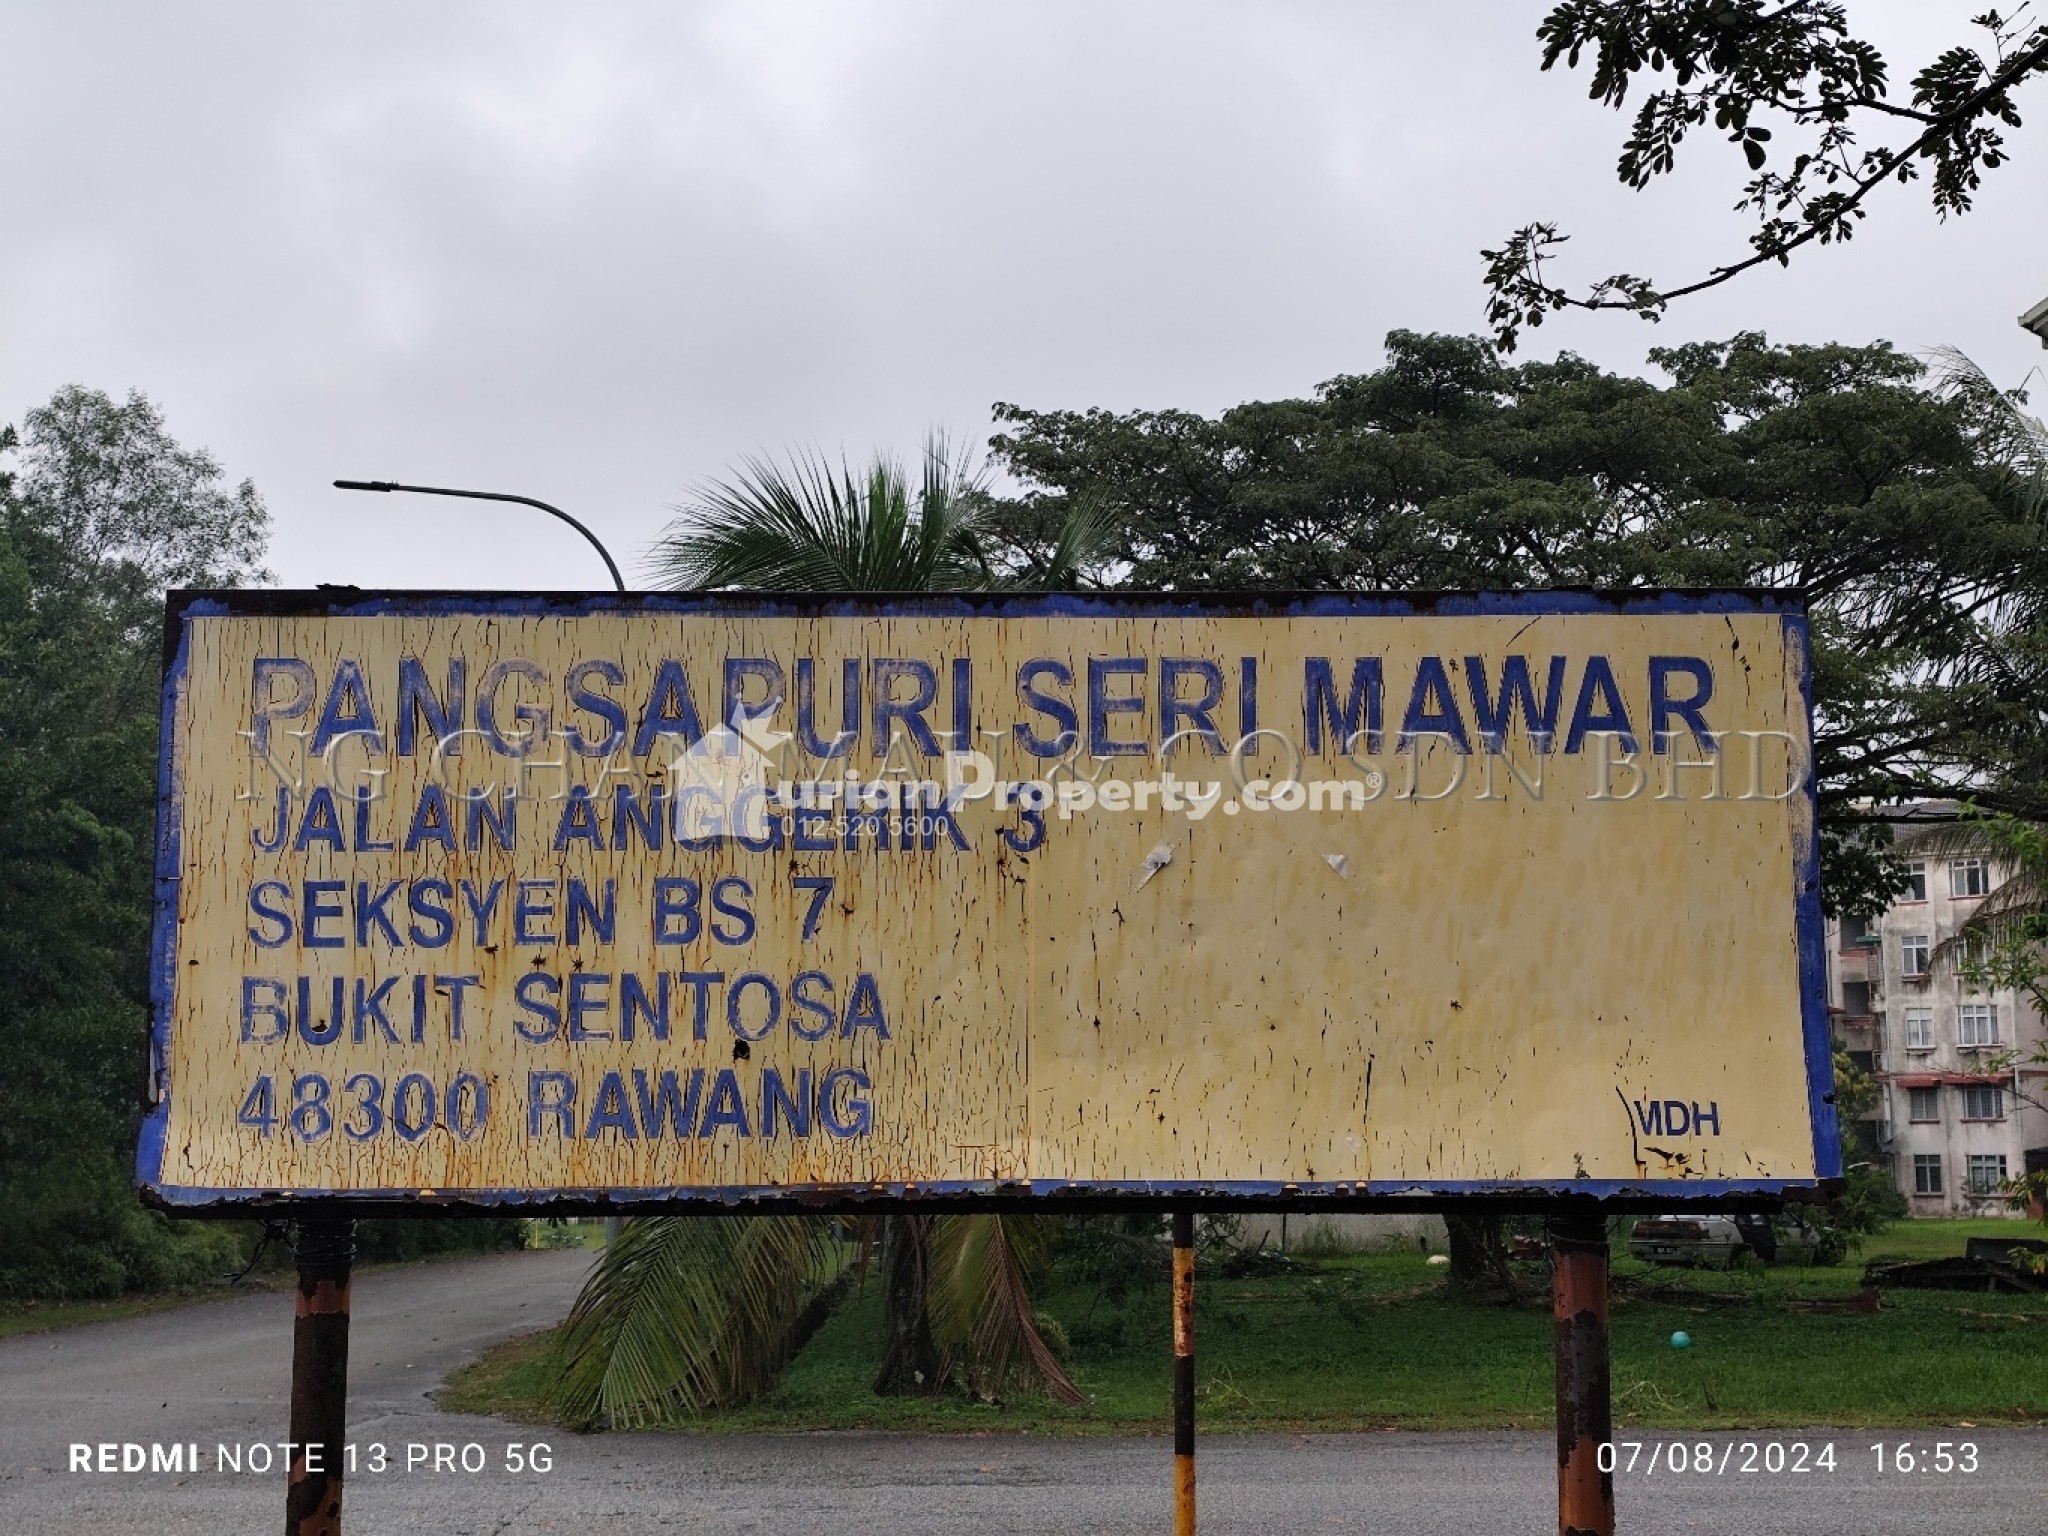 PANGSAPURI SERI MAWAR
NG CHAN MAU & CO SDN BHD
DurianProperty.com®
JALAN ANGGERIK 3
012-520 5600
SEKSYEN BS 7
BUKIT SENTOSA
48300 RAWANG
MDH
REDMI NOTE 13 PRO 5G
07/08/2024 16:53